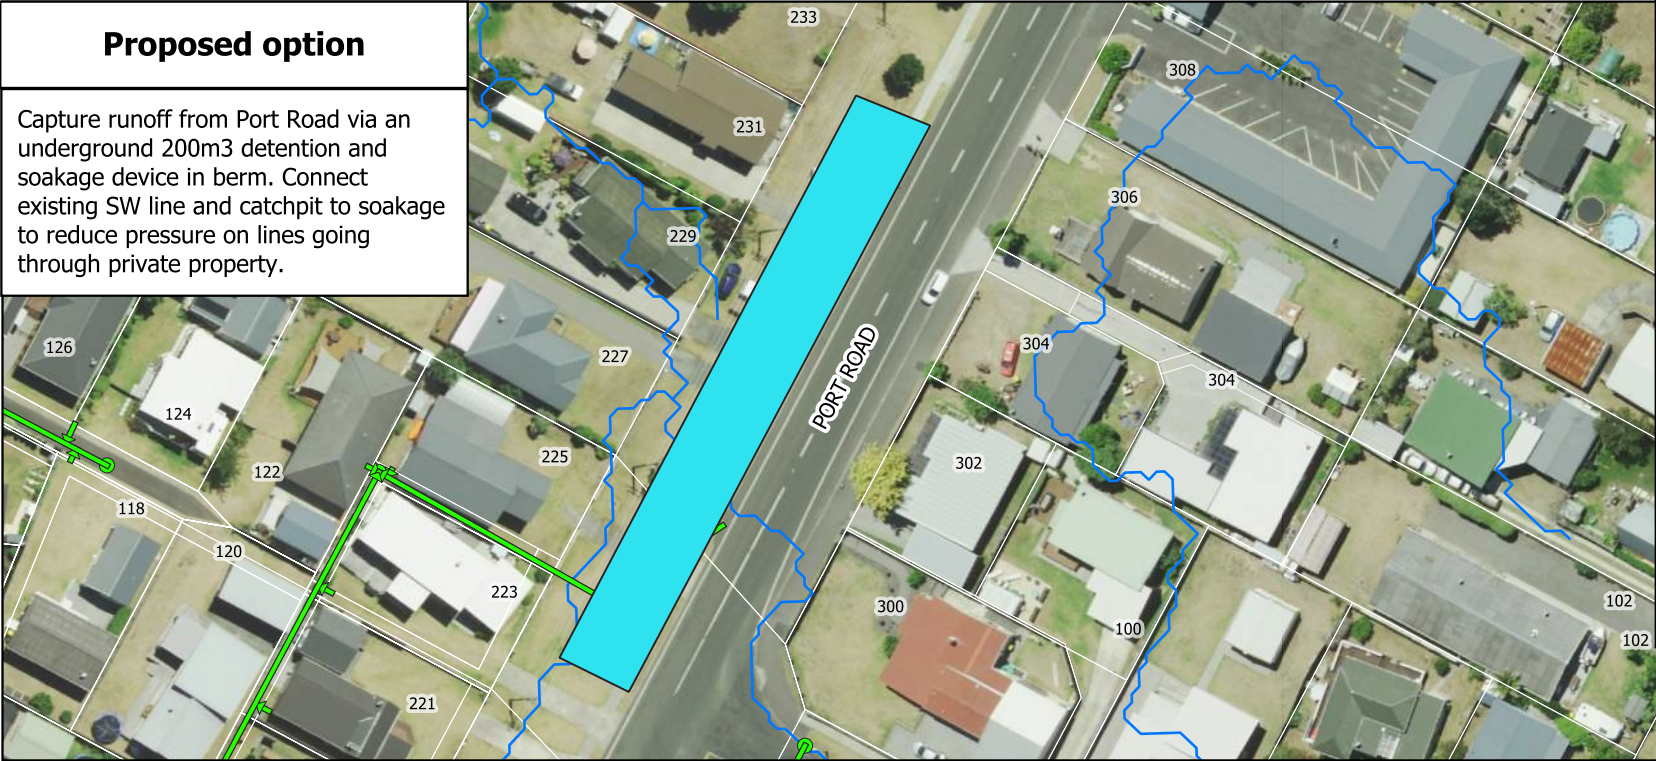 Proposed option
Capture runoff from Port Road via an
underground 200m3 detention and
soakage device in berm. Connect
existing SW line and catchpit to soakage
to reduce pressure on lines going
through private property.
233
308
231
306
229
304
126
227
304
124
PORT ROAD
302
225
122
118
120
223
300
102
100
102
221